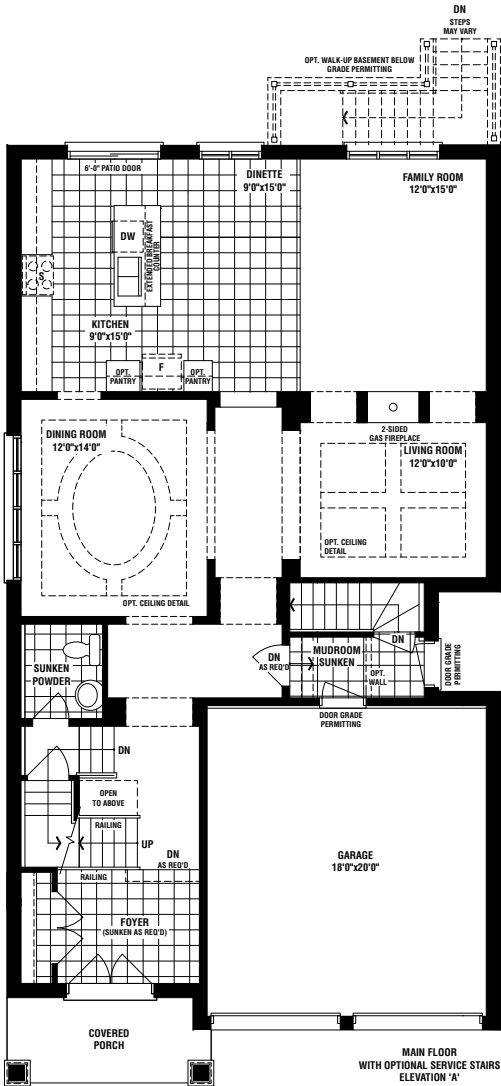 DN
STEPS
MAY VARY
OPT. WALK-UP BASEMENT BELOW
GRADE PERMITTING
6'-0" PATIO DOOR
DINETTE
9'0"x15'0"
FAMILY ROOM
12'0"x15'0"
DW
EXTENDED BREAKFAST
COUNTER
S
KITCHEN
9'0"x15'0"
OPT.
PANTRY
F
OPT.
PANTRY
2-SIDED
GAS FIREPLACE
DINING ROOM
12'0"x14'0"
LIVING ROOM
12'0"x10'0"
OPT. CEILING
DETAIL
OPT. CEILING DETAIL
DN
MUDROOM
SUNKEN
DN
AS REQ'D
OPT.
WALL
DOOR GRADE
PERMITTING
SUNKEN
POWDER
DOOR GRADE
PERMITTING
DN
OPEN
TO ABOVE
RAILING
UP
DN
AS REQ'D
RAILING
GARAGE
18'0"x20'0"
FOYER
(SUNKEN AS REQ'D)
COVERED
PORCH
MAIN FLOOR
WITH OPTIONAL SERVICE STAIRS
ELEVATION 'A'